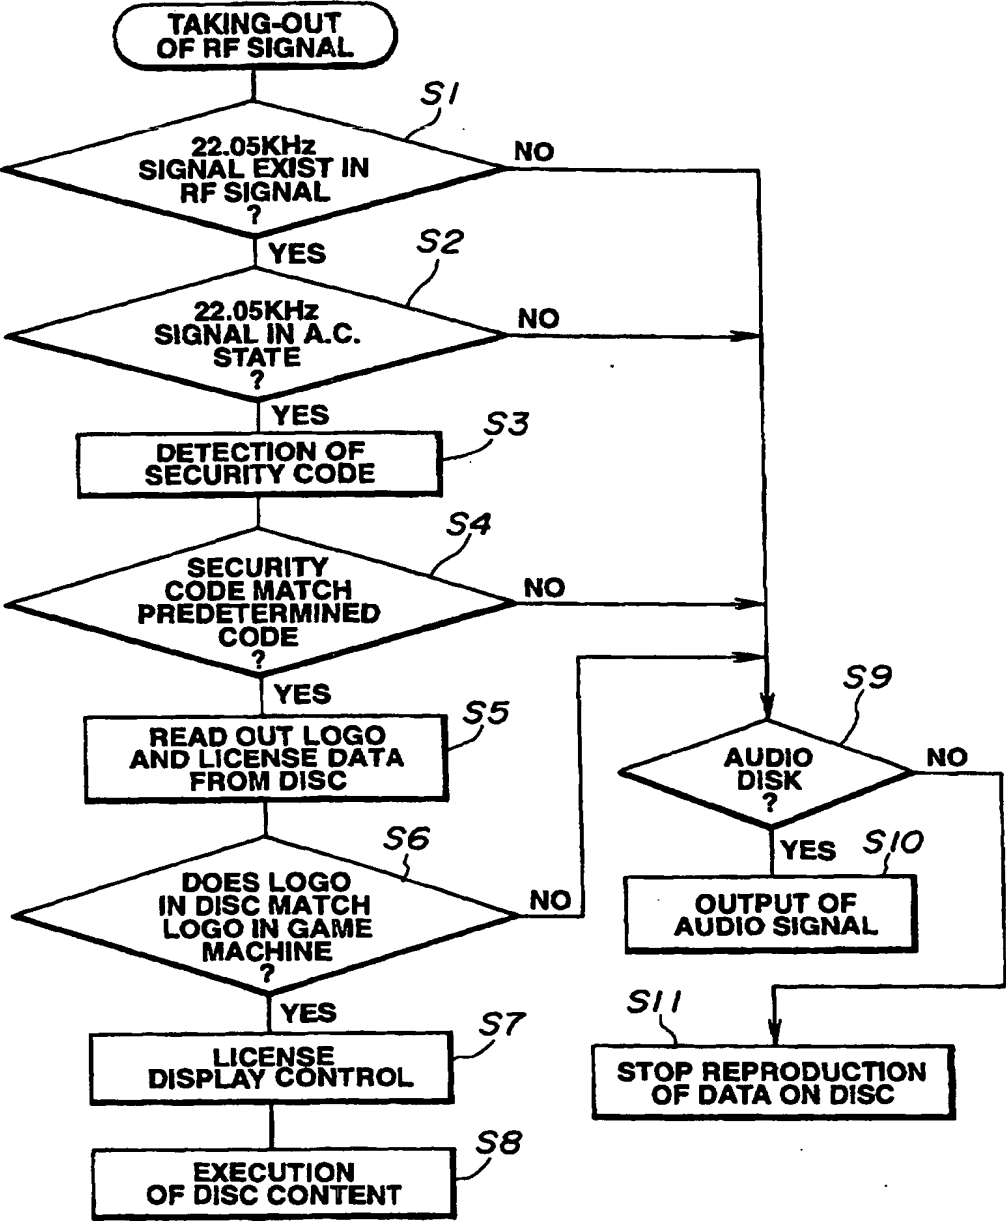 TAKING-OUT
OF RF SIGNAL
S1
22.05KHz
SIGNAL EXIST IN
RF SIGNAL
?
NO
YES
S2
22.05KHz
SIGNAL IN A.C.
STATE
?
NO
YES
S3
DETECTION OF
SECURITY CODE
S4
SECURITY
CODE MATCH
PREDETERMINED
CODE
?
NO
YES
S5
READ OUT LOGO
AND LICENSE DATA
FROM DISC
S6
DOES LOGO
IN DISC MATCH
LOGO IN GAME
MACHINE
?
NO
YES
S7
LICENSE
DISPLAY CONTROL
S8
EXECUTION
OF DISC CONTENT
S9
AUDIO
DISK
?
NO
YES
S10
OUTPUT OF
AUDIO SIGNAL
S11
STOP REPRODUCTION
OF DATA ON DISC